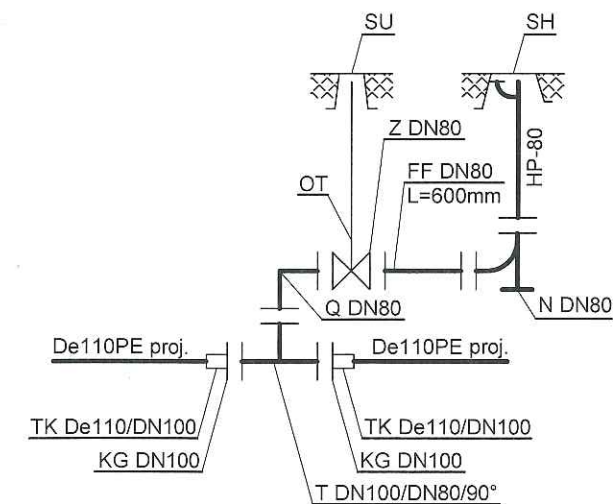 SU
SH
Z DN80
FF DN80
L=600mm
HP-80
OT
Q DN80
N DN80
De110PE proj.
De110PE proj.
TK De110/DN100
TK De110/DN100
KG DN100
KG DN100
T DN100/DN80/90°